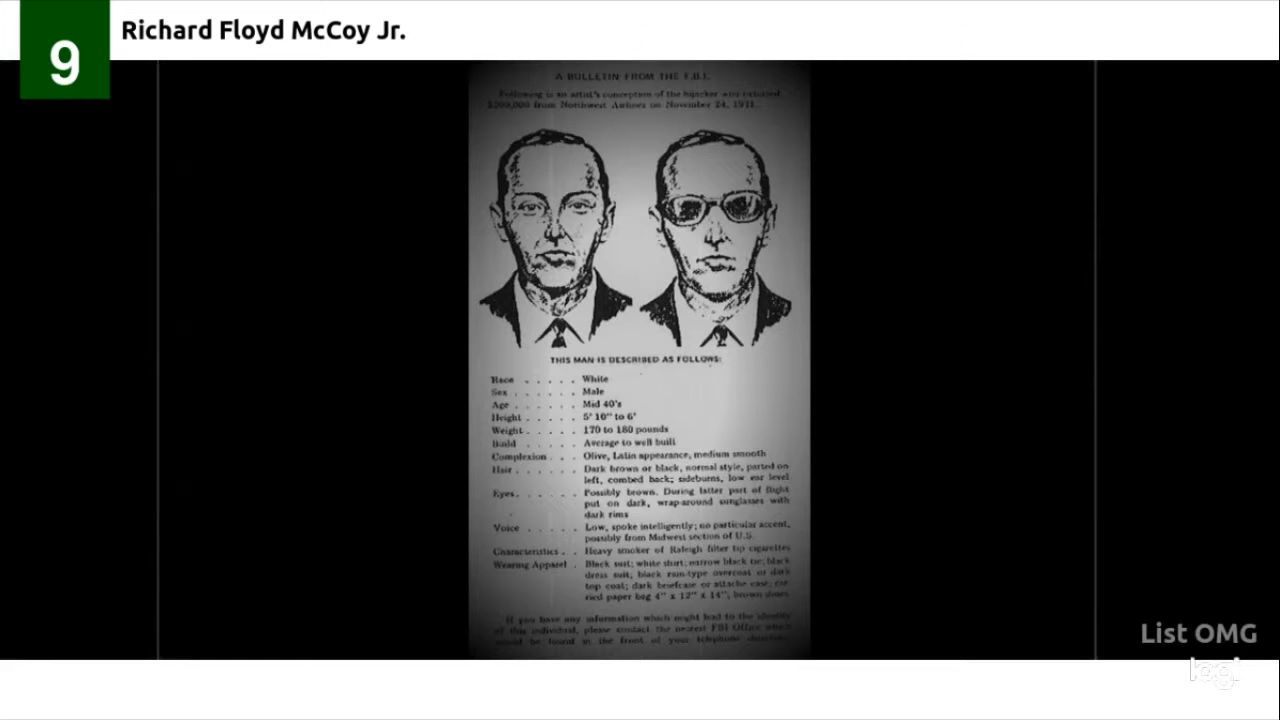 9
Richard Floyd McCoy Jr.
A BULLETIN FROM THE F.B.I.
Following is an artist's conception of the hijacker who extorted
$200,000 from Northwest Airlines on November 24, 1971.
THIS MAN IS DESCRIBED AS FOLLOWS:
Race . . . . . White
Sex . . . . . . Male
Age . . . . . . Mid 40's
Height . . . . . 5' 10" to 6'
Weight . . . . . 170 to 180 pounds
Build . . . . . Average to well built
Complexion . . . Olive, Latin appearance, medium smooth
Hair . . . . . . Dark brown or black, normal style, parted on
left, combed back; sideburns, low ear level
Eyes . . . . . . Possibly brown. During latter part of flight
put on dark, wrap-around sunglasses with
dark rims
Voice . . . . . Low, spoke intelligently; no particular accent,
possibly from Midwest section of U.S.
Characteristics . . Heavy smoker of Raleigh filter tip cigarettes
Wearing Apparel . Black suit; white shirt; narrow black tie; black
dress suit; black rain-type overcoat or dark
top coat; dark briefcase or attache case; car-
ried paper bag 4" x 12" x 14"; brown shoes
If you have any information which might lead to the identity
of this individual, please contact the nearest FBI Office which
would be found in the front of your telephone directory.
List OMG
logi